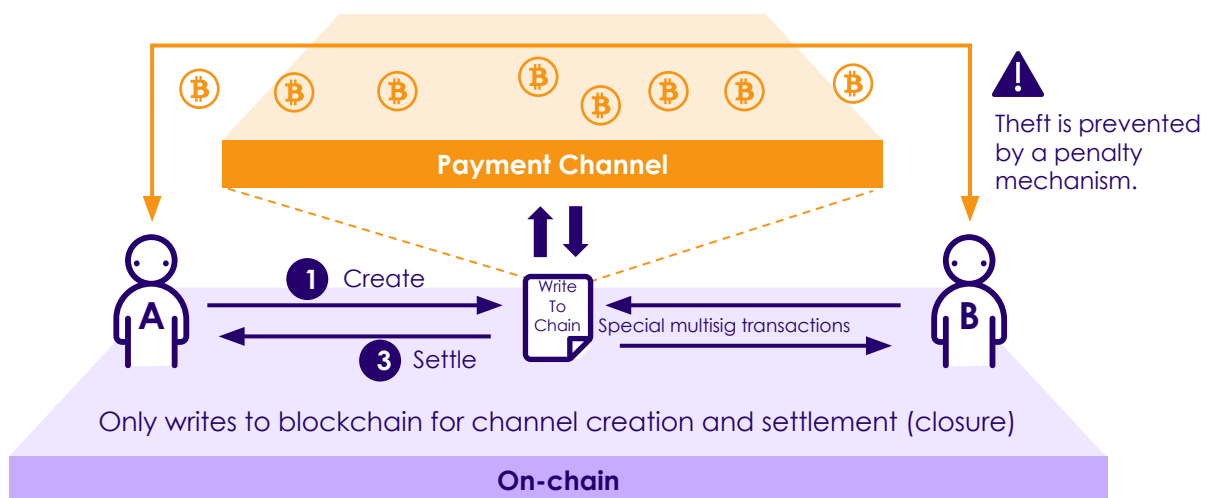 Theft is prevented
by a penalty
mechanism.
Payment Channel
1 Create
A
Write
To
Chain
B
Special multisig transactions
3 Settle
Only writes to blockchain for channel creation and settlement (closure)
On-chain